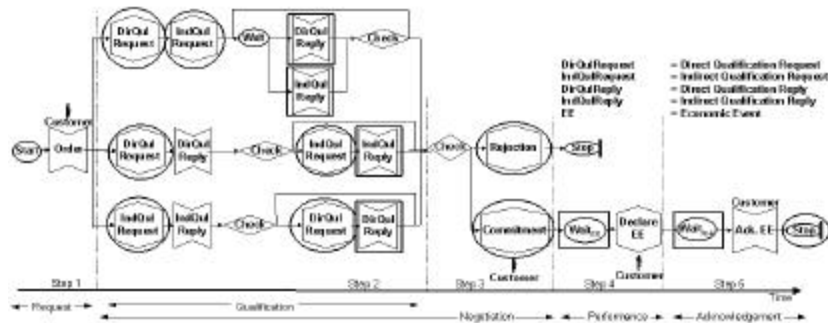 DirQul
Request
IndQul
Request
Wait
DirQul
Reply
Check
IndQul
Reply
DirQulRequest = Direct Qualification Request
IndQulRequest = Indirect Qualification Request
DirQulReply = Direct Qualification Reply
IndQulReply = Indirect Qualification Reply
EE = Economic Event
Customer
Start
Order
DirQul
Request
DirQul
Reply
Check
IndQul
Request
IndQul
Reply
Check
Rejection
Stop
IndQul
Request
IndQul
Reply
Check
DirQul
Request
DirQul
Reply
Commitment
Customer
Wait
Declare
EE
Customer
Wait
Customer
Ack. EE
Stop
Step 1
Step 2
Step 3
Step 4
Step 5
Time
Request
Qualification
Negotiation
Performance
Acknowledgement